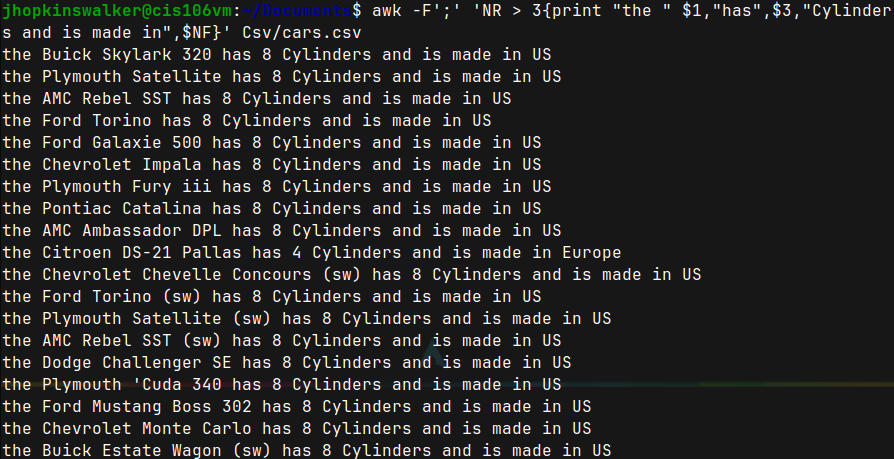 jhopkinswalker@cis106vm:~/Documents$ awk -F';' 'NR > 3{print "the " $1,"has",$3,"Cylinder
s and is made in",$NF}' Csv/cars.csv
the Buick Skylark 320 has 8 Cylinders and is made in US
the Plymouth Satellite has 8 Cylinders and is made in US
the AMC Rebel SST has 8 Cylinders and is made in US
the Ford Torino has 8 Cylinders and is made in US
the Ford Galaxie 500 has 8 Cylinders and is made in US
the Chevrolet Impala has 8 Cylinders and is made in US
the Plymouth Fury iii has 8 Cylinders and is made in US
the Pontiac Catalina has 8 Cylinders and is made in US
the AMC Ambassador DPL has 8 Cylinders and is made in US
the Citroen DS-21 Pallas has 4 Cylinders and is made in Europe
the Chevrolet Chevelle Concours (sw) has 8 Cylinders and is made in US
the Ford Torino (sw) has 8 Cylinders and is made in US
the Plymouth Satellite (sw) has 8 Cylinders and is made in US
the AMC Rebel SST (sw) has 8 Cylinders and is made in US
the Dodge Challenger SE has 8 Cylinders and is made in US
the Plymouth 'Cuda 340 has 8 Cylinders and is made in US
the Ford Mustang Boss 302 has 8 Cylinders and is made in US
the Chevrolet Monte Carlo has 8 Cylinders and is made in US
the Buick Estate Wagon (sw) has 8 Cylinders and is made in US